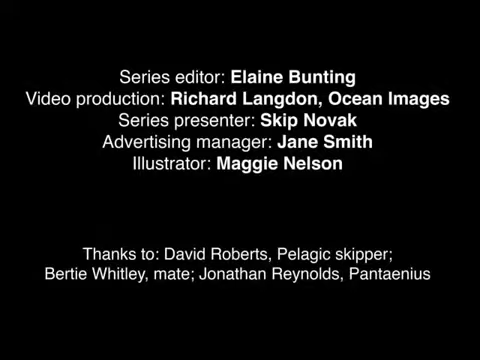 Series editor: Elaine Bunting
Video production: Richard Langdon, Ocean Images
Series presenter: Skip Novak
Advertising manager: Jane Smith
Illustrator: Maggie Nelson
Thanks to: David Roberts, Pelagic skipper;
Bertie Whitley, mate; Jonathan Reynolds, Pantaenius